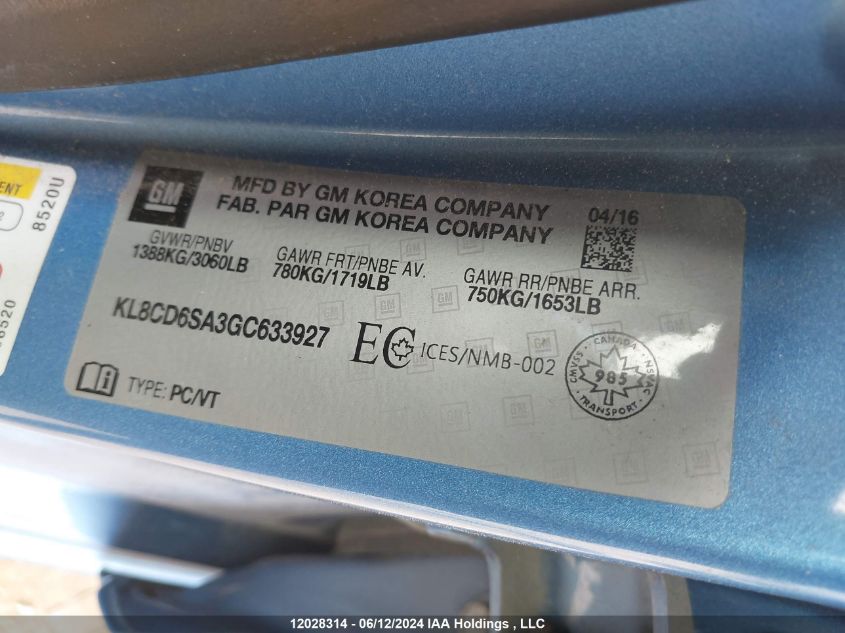 GM
MFD BY GM KOREA COMPANY
FAB. PAR GM KOREA COMPANY
04/16
GVWR/PNBV
1388KG/3060LB
GAWR FRT/PNBE AV.
780KG/1719LB
GAWR RR/PNBE ARR.
750KG/1653LB
KL8CD6SA3GC633927
EC ICES/NMB-002
CANADA
CMVSS
985
NSVAC
TRANSPORT
TYPE: PC/VT
8520U
12028314 - 06/12/2024 IAA Holdings, LLC